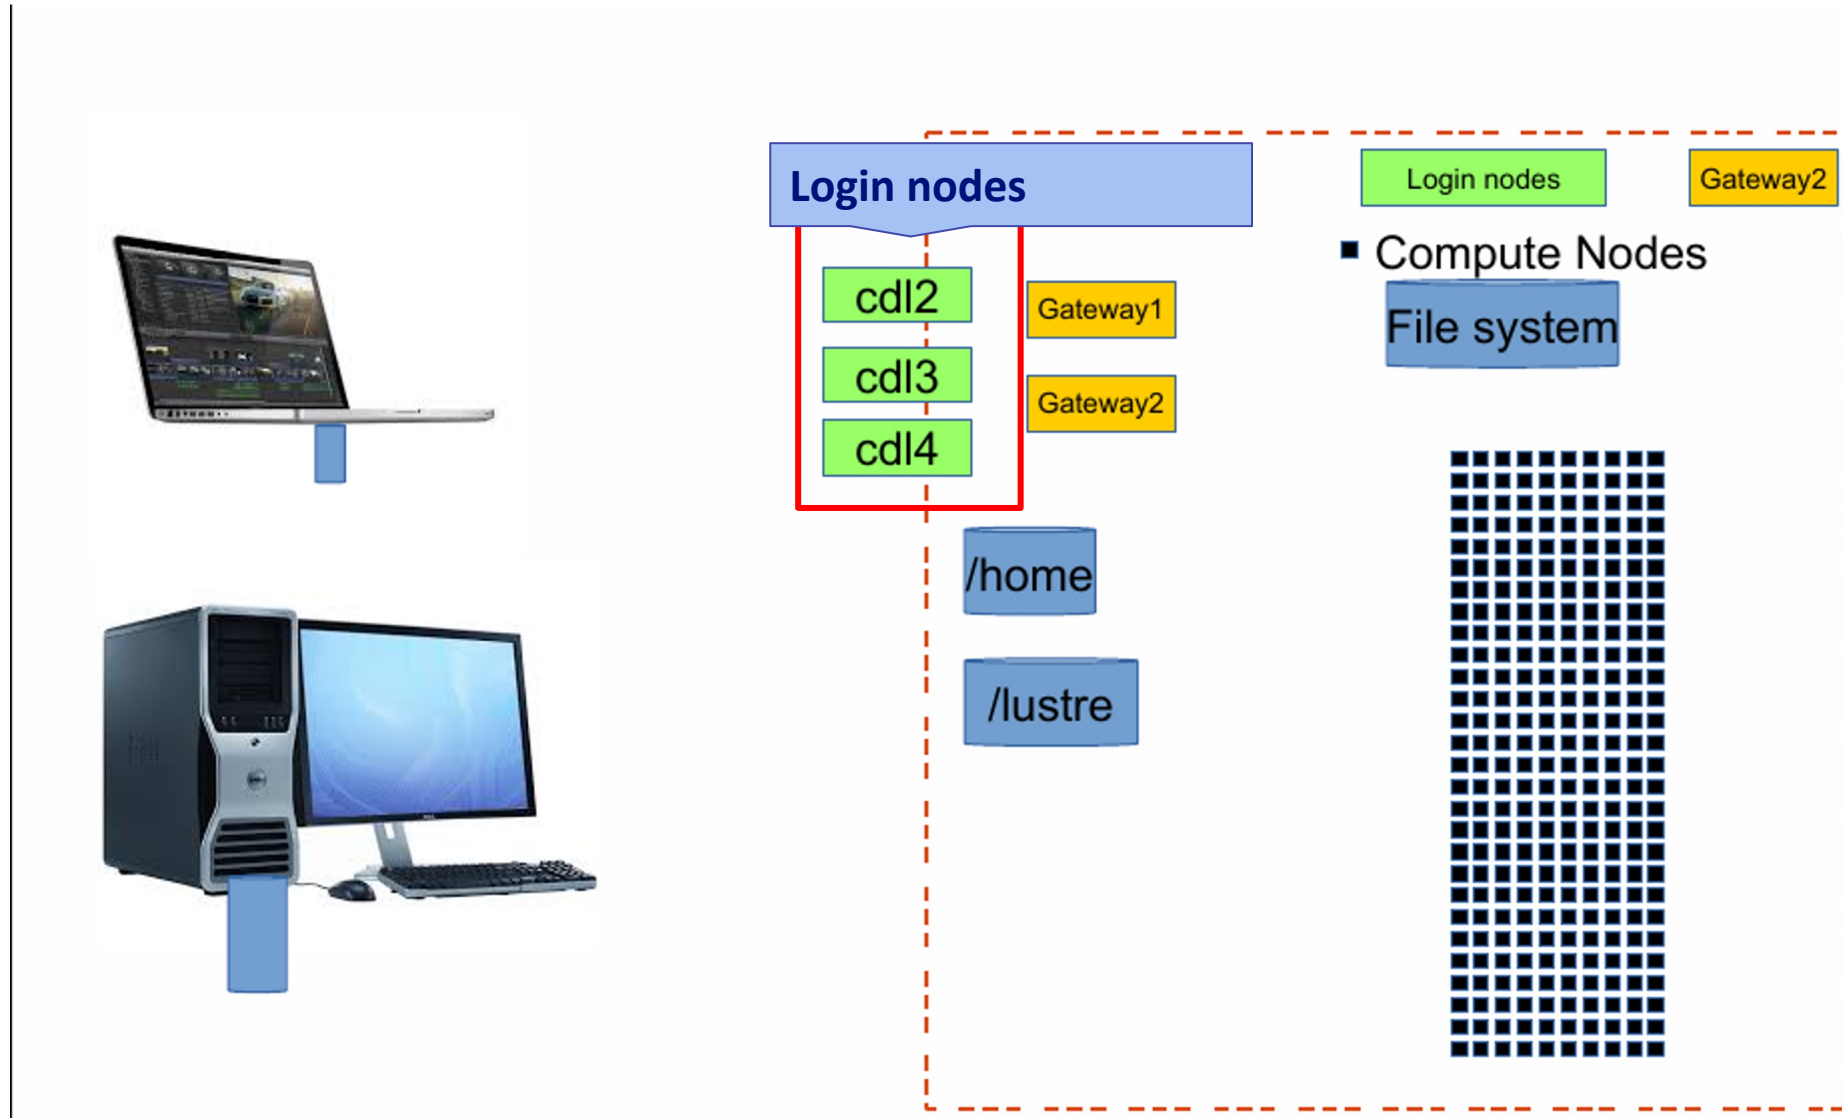 Login nodes
cdl2
cdl3
cdl4
Gateway1
Gateway2
/home
/lustre
Login nodes
Gateway2
Compute Nodes
File system